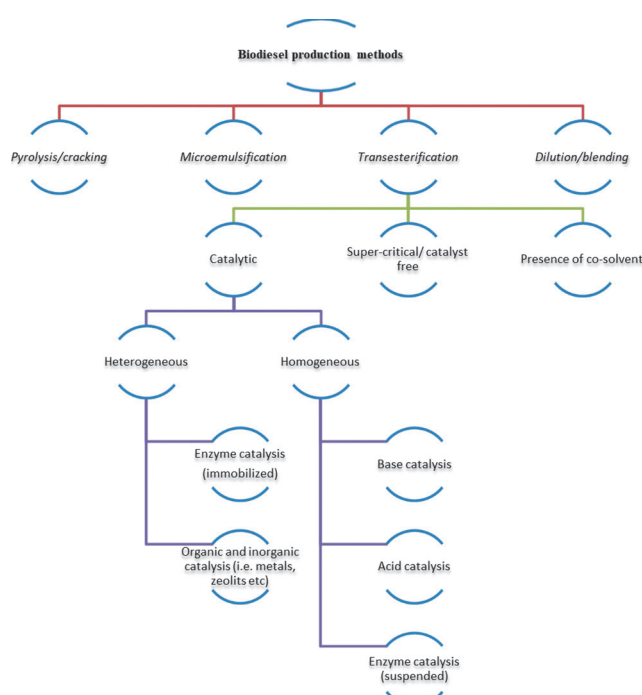 Biodiesel production methods
Pyrolysis/cracking
Microemulsification
Transesterification
Dilution/blending
Catalytic
Super-critical/ catalyst
free
Presence of co-solvent
Heterogeneous
Homogeneous
Enzyme catalysis
(immobilized)
Base catalysis
Organic and inorganic
catalysis (i.e. metals,
zeolits etc)
Acid catalysis
Enzyme catalysis
(suspended)